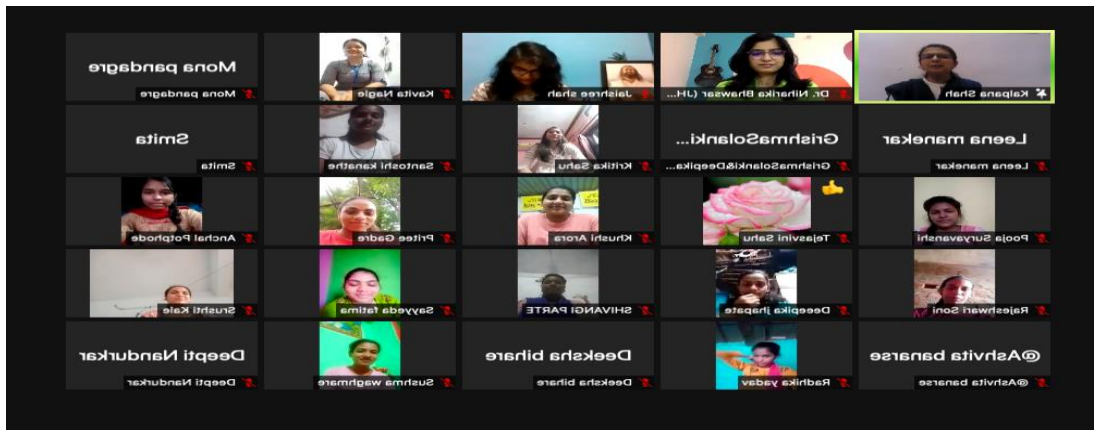 Kalpana Shah
Dr. Niharika Bhawsar (JH...
Jaishree shah
Kavita Nagle
Mona pandagre
Mona pandagre
Leena manekar
Leena manekar
GrishmaSolanki...
GrishmaSolanki&Deepika...
Kritika Sahu
Santoshi kanathe
Smita
Smita
Pooja Suryavanshi
Tejasvini Sahu
Khushi Arora
Pritee Gadre
Anchal Potphode
Rajeshwari Soni
Deeepika jhapate
SHIVANGI PARTE
Sayyeda fatima
Srushti Kale
@Ashvita banarse
@Ashvita banarse
Radhika yadav
Deeksha bihare
Deeksha bihare
Sushma waghmare
Deepti Nandurkar
Deepti Nandurkar